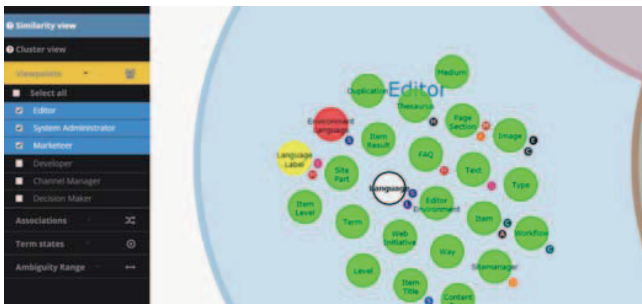 Similarity view
Cluster view
Viewpoints
Select all
Editor
System Administrator
Marketeer
Developer
Channel Manager
Decision Maker
Associations
Term states
Ambiguity Range
Editor
Medium
Duplication
Thesaurus
Environment Language
Page Section
Image
Item Result
FAQ
Language Label
Site Part
Text
Type
Language
Editor Environment
Item Level
Term
Item
Workflow
Web Initiative
Way
Level
Sitemanager
Item Title
Content